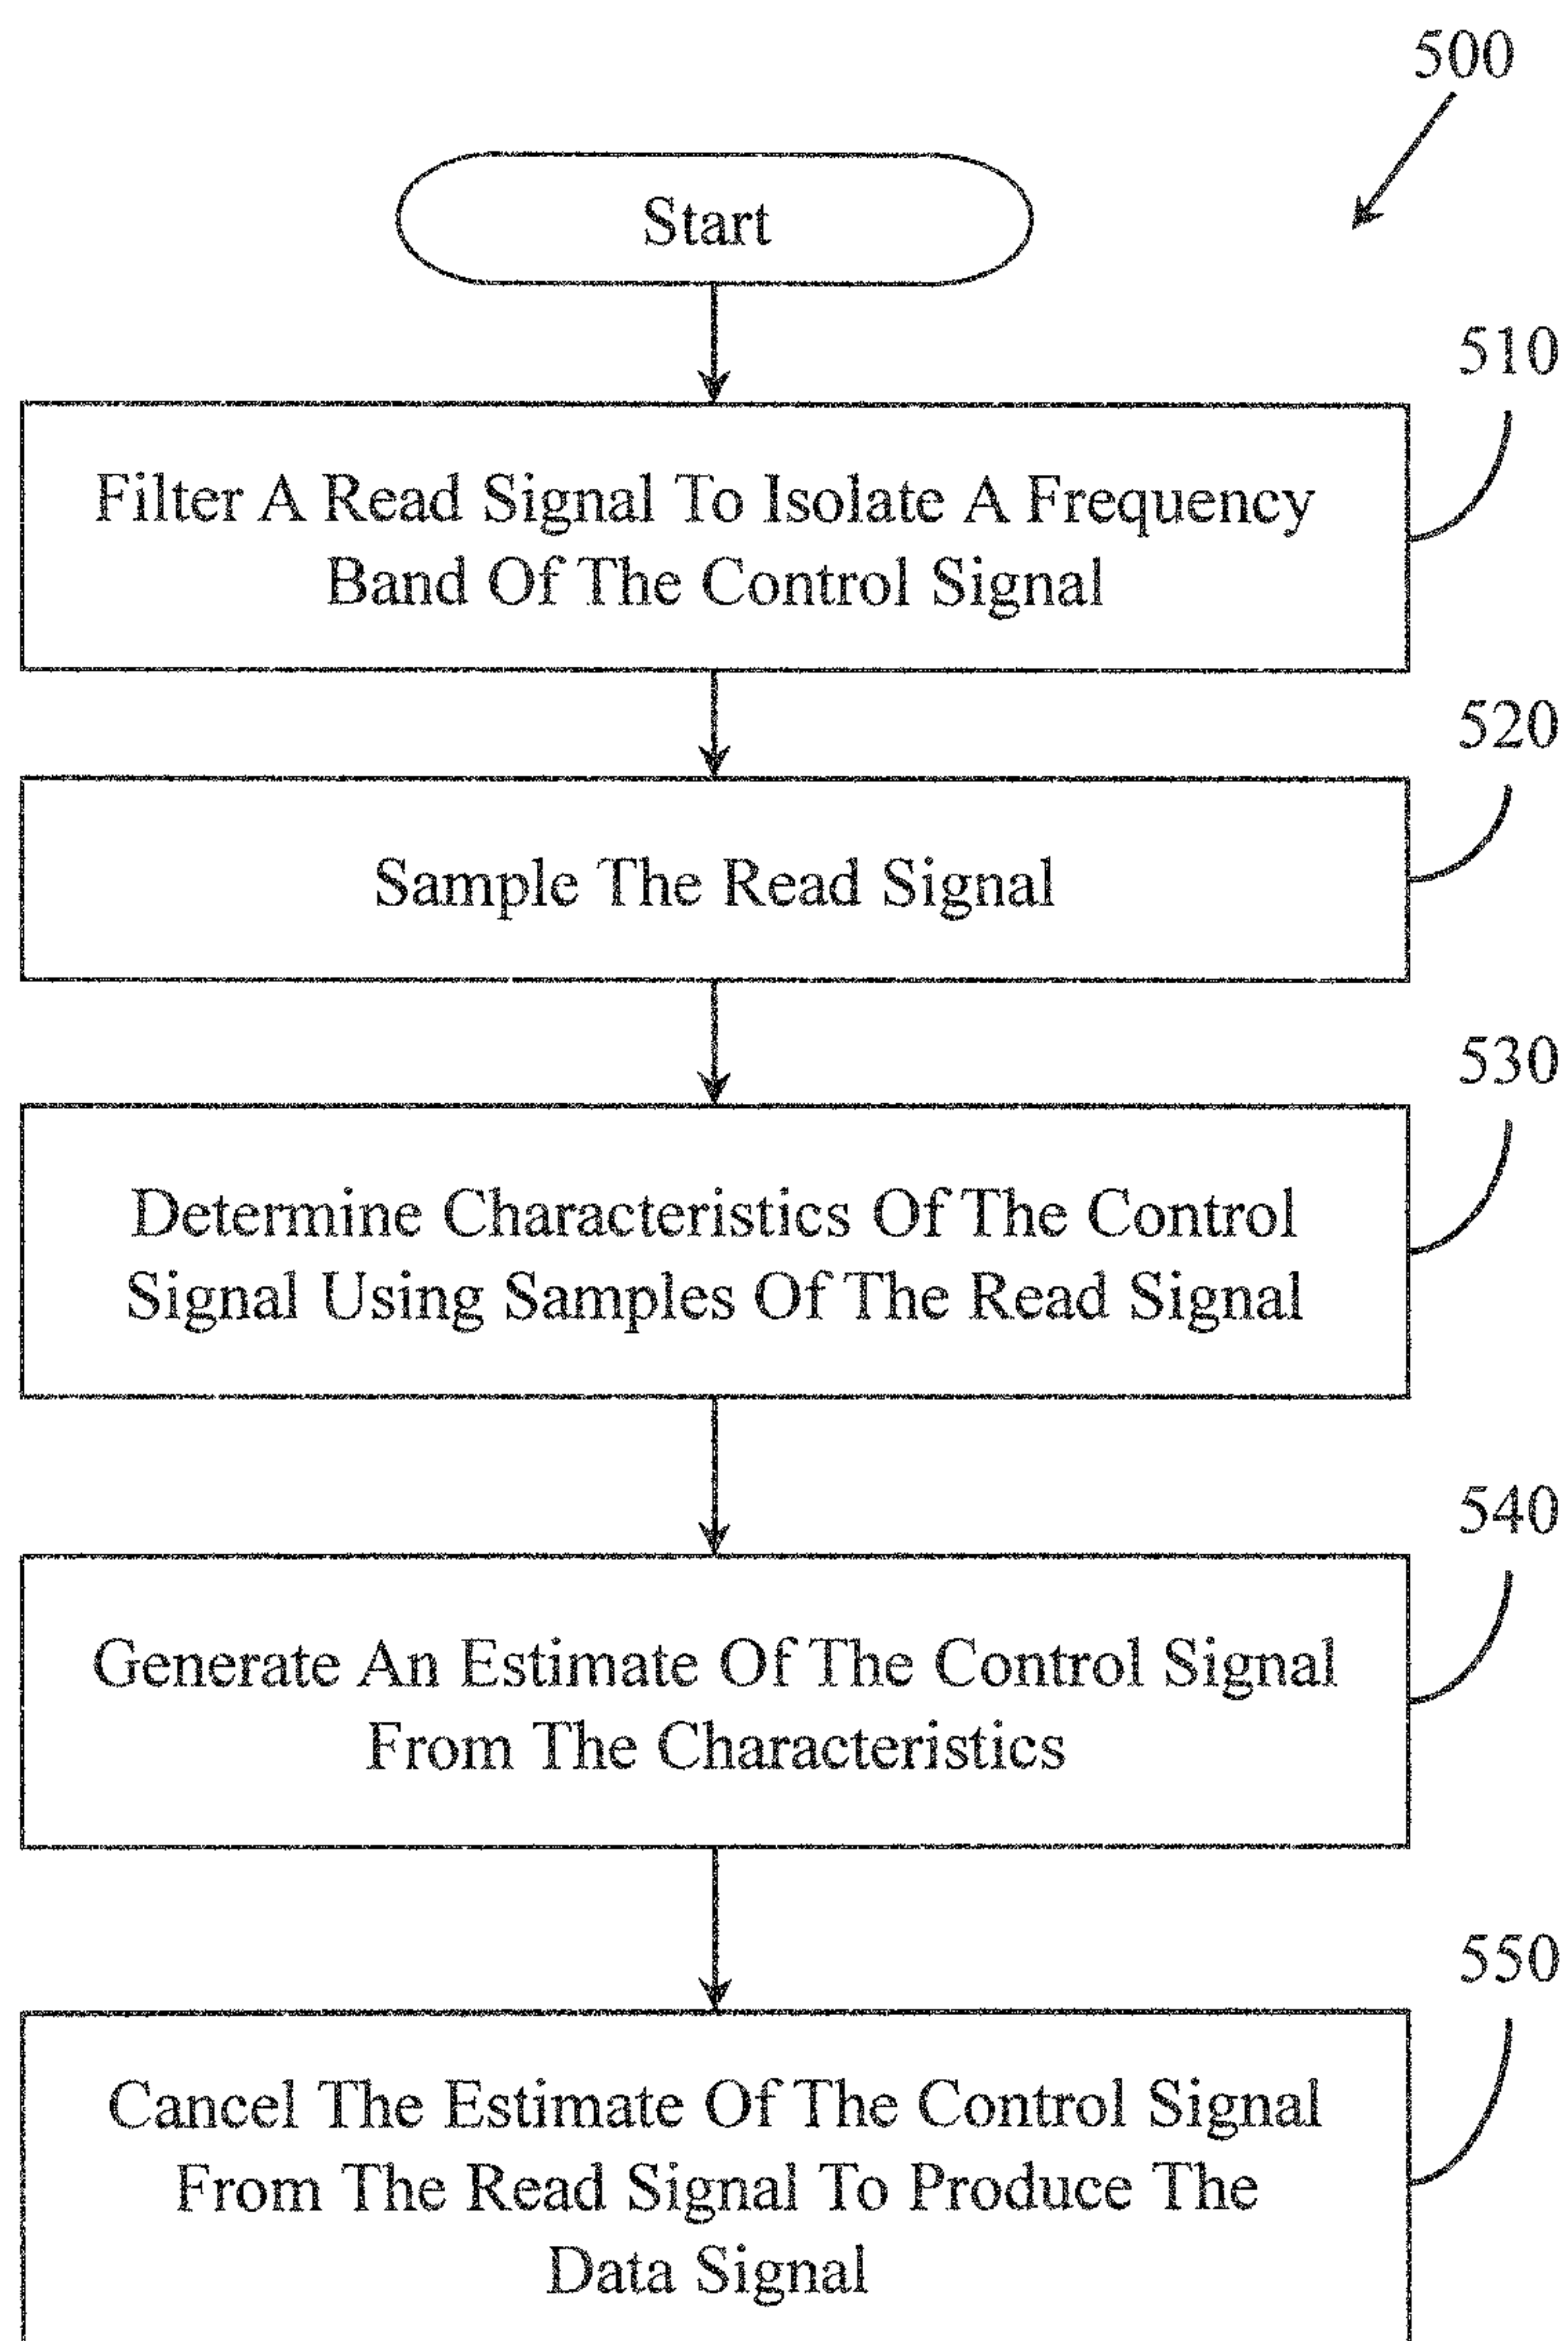 500
Start
510
Filter A Read Signal To Isolate A Frequency
Band Of The Control Signal
520
Sample The Read Signal
530
Determine Characteristics Of The Control
Signal Using Samples Of The Read Signal
540
Generate An Estimate Of The Control Signal
From The Characteristics
550
Cancel The Estimate Of The Control Signal
From The Read Signal To Produce The
Data Signal